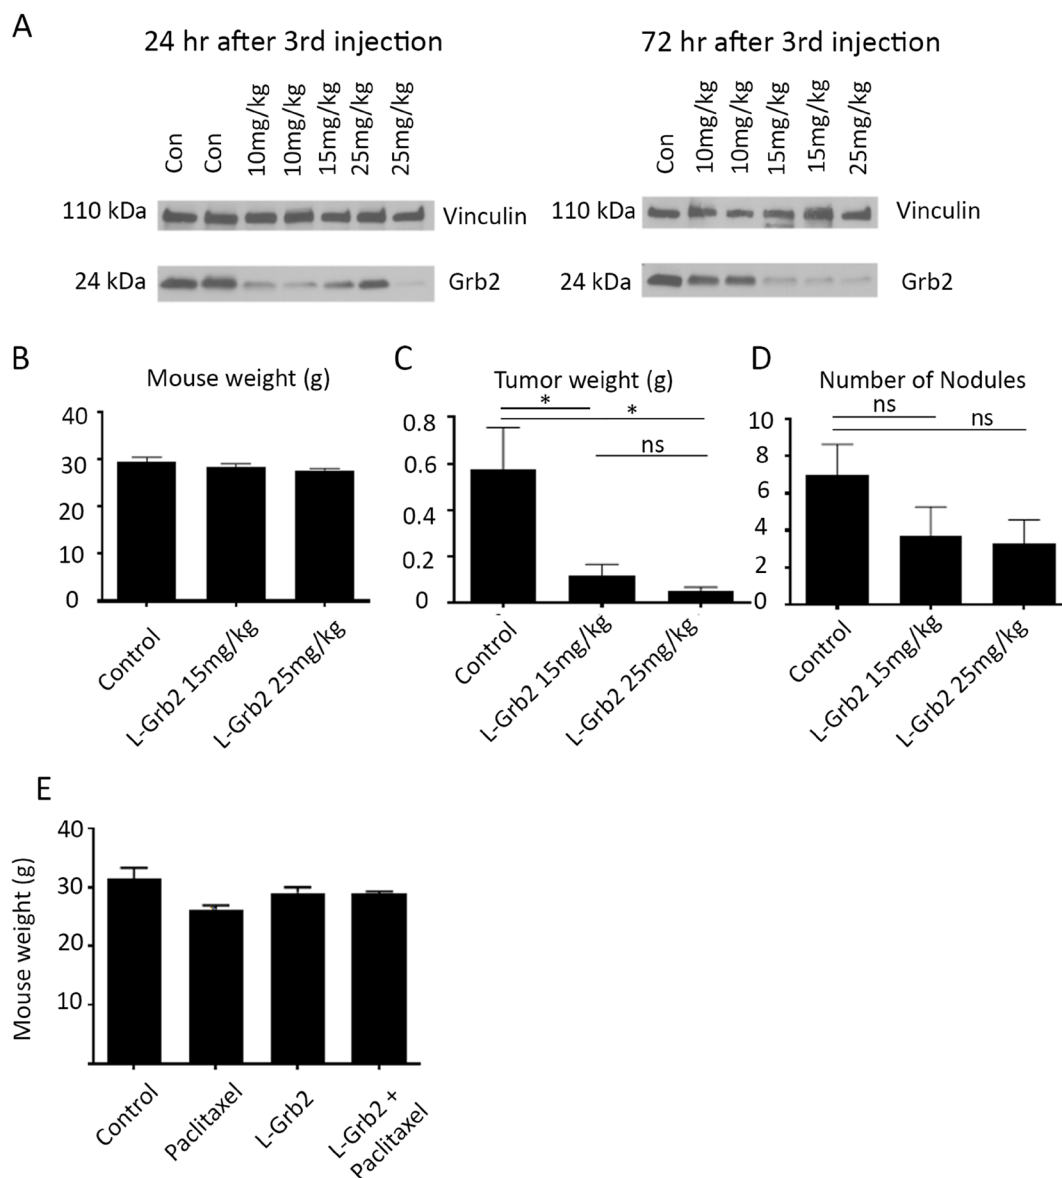 A
24 hr after 3rd injection
72 hr after 3rd injection
Con
Con
10mg/kg
10mg/kg
15mg/kg
25mg/kg
25mg/kg
Con
10mg/kg
10mg/kg
15mg/kg
15mg/kg
25mg/kg
110 kDa
Vinculin
110 kDa
Vinculin
24 kDa
Grb2
24 kDa
Grb2
B
Mouse weight (g)
40
30
20
10
0
Control
L-Grb2 15mg/kg
L-Grb2 25mg/kg
C
Tumor weight (g)
*
*
ns
0.8
0.6
0.4
0.2
0
Control
L-Grb2 15mg/kg
L-Grb2 25mg/kg
D
Number of Nodules
ns
ns
10
8
6
4
2
0
Control
L-Grb2 15mg/kg
L-Grb2 25mg/kg
E
Mouse weight (g)
40
30
20
10
Control
Paclitaxel
L-Grb2
L-Grb2 +
Paclitaxel